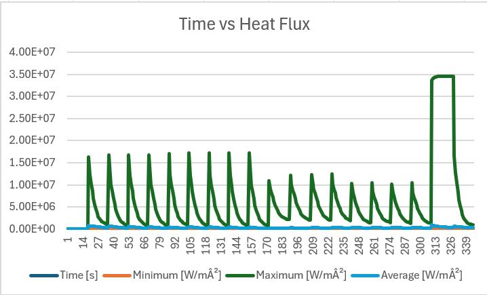 Time vs Heat Flux
4.00E+07
3.50E+07
3.00E+07
2.50E+07
2.00E+07
1.50E+07
1.00E+07
5.00E+06
0.00E+00
1
14
27
40
53
66
79
92
105
118
131
144
157
170
183
196
209
222
235
248
261
274
287
300
313
326
339
Time [s] Minimum [W/mÂ²] Maximum [W/mÂ²] Average [W/mÂ²]